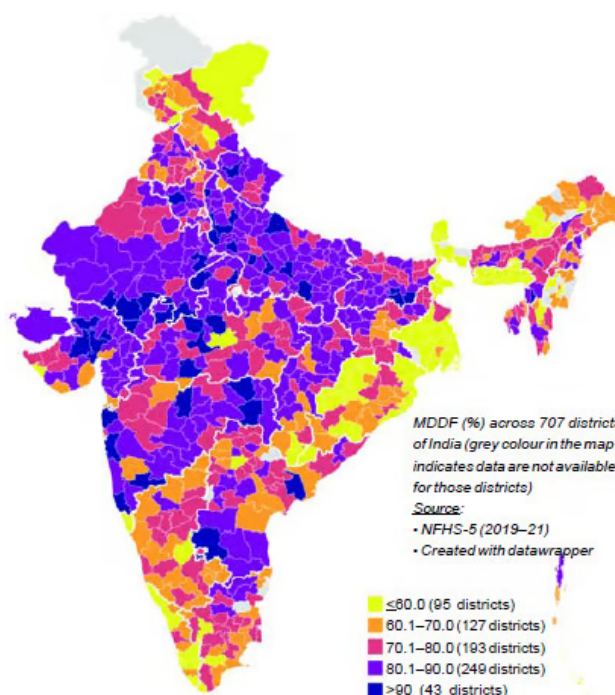 MDDF (%) across 707 districts
of India (grey colour in the map
indicates data are not available
for those districts)
Source:
• NFHS-5 (2019–21)
• Created with datawrapper
≤60.0 (95 districts)
60.1–70.0 (127 districts)
70.1–80.0 (193 districts)
80.1–90.0 (249 districts)
>90 (43 districts)